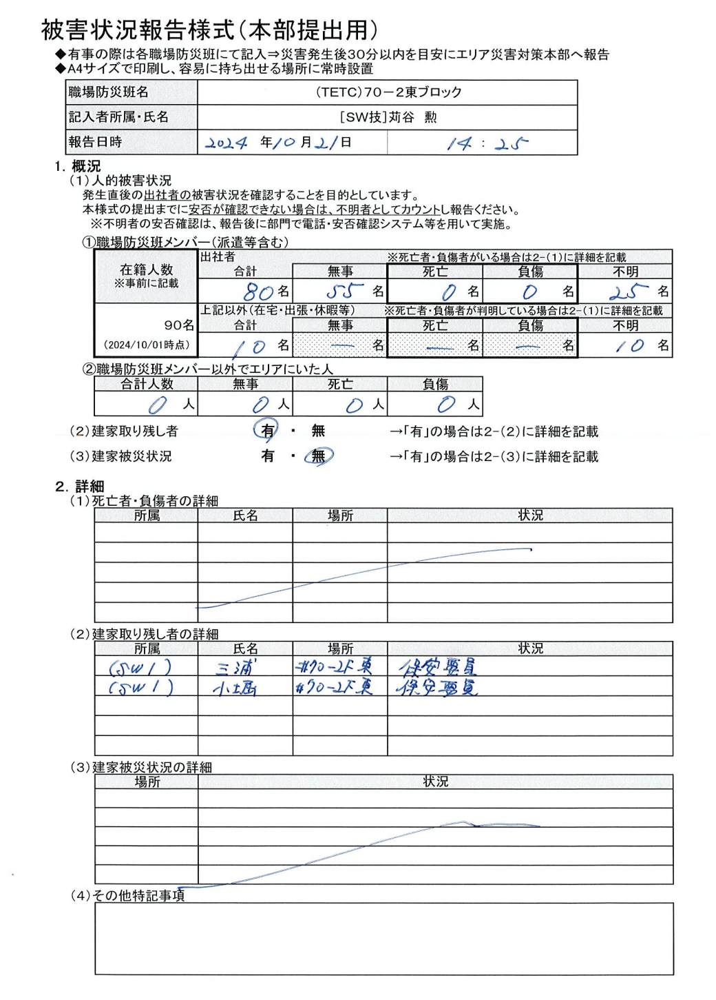 被害状況報告様式（本部提出用）
◆有事の際は各職場防災班にて記入⇒災害発生後30分以内を目安にエリア災害対策本部へ報告
◆A4サイズで印刷し、容易に持ち出せる場所に常時設置
職場防災班名 （TETC）70－2東ブロック
記入者所属・氏名 ［SW技］苅谷 勲
報告日時 2024 年 10 月 21 日 14 : 25
1．概況
（1）人的被害状況
発生直後の出社者の被害状況を確認することを目的としています。
本様式の提出までに安否が確認できない場合は、不明者としてカウントし報告ください。
※不明者の安否確認は、報告後に部門で電話・安否確認システム等を用いて実施。
①職場防災班メンバー（派遣等含む）
在籍人数 出社者 ※死亡者・負傷者がいる場合は2-（1）に詳細を記載
※事前に記載 合計 無事 死亡 負傷 不明
80 名 55 名 0 名 0 名 25 名
上記以外（在宅・出張・休暇等） ※死亡者・負傷者が判明している場合は2-（1）に詳細を記載
90名 合計 無事 死亡 負傷 不明
（2024/10/01時点） 10 名 — 名 — 名 — 名 10 名
②職場防災班メンバー以外でエリアにいた人
合計人数 無事 死亡 負傷
0 人 0 人 0 人 0 人
（2）建家取り残し者 有 ・ 無 →「有」の場合は2-（2）に詳細を記載
（3）建家被災状況 有 ・ 無 →「有」の場合は2-（3）に詳細を記載
2．詳細
（1）死亡者・負傷者の詳細
所属 氏名 場所 状況
（2）建家取り残し者の詳細
所属 氏名 場所 状況
（SW1） 三浦 #70-2F東 保安要員
（SW1） 小堀 #70-2F東 保安要員
（3）建家被災状況の詳細
場所 状況
（4）その他特記事項